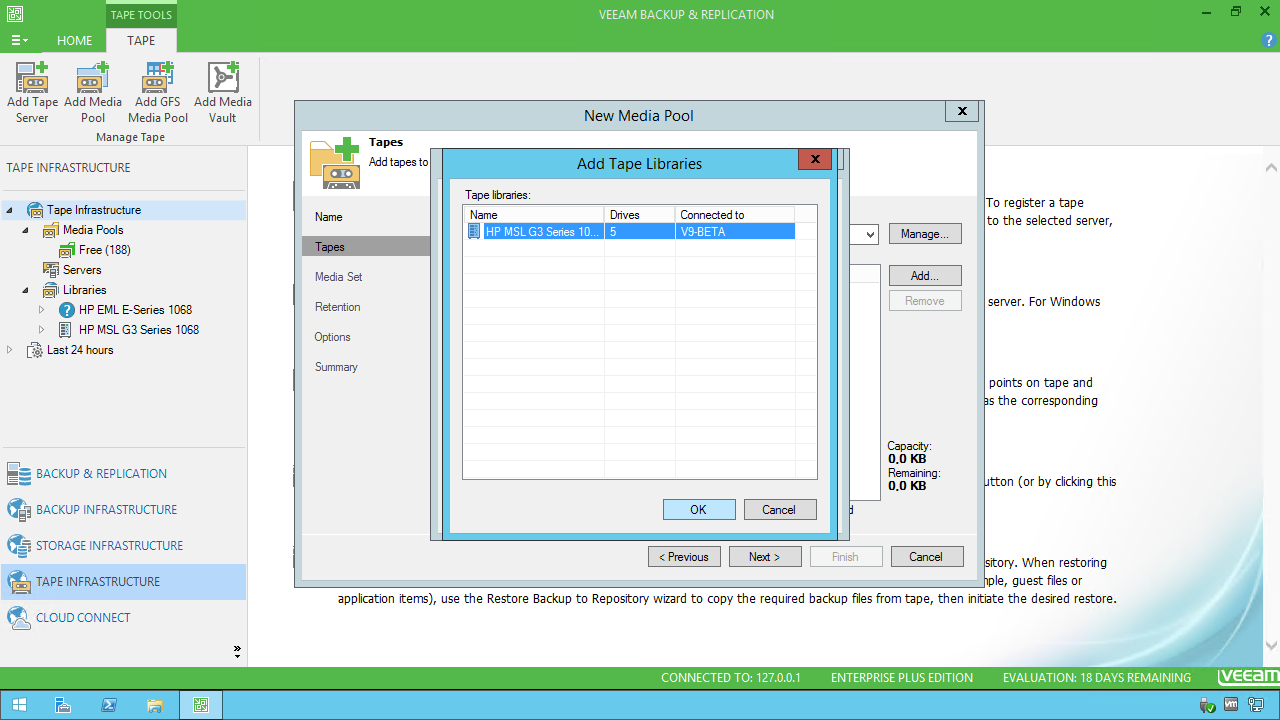 TAPE TOOLS
VEEAM BACKUP & REPLICATION
HOME
TAPE
Add Tape Server
Add Media Pool
Add GFS Media Pool
Add Media Vault
Manage Tape
TAPE INFRASTRUCTURE
Tape Infrastructure
Media Pools
Free (188)
Servers
Libraries
HP EML E-Series 1068
HP MSL G3 Series 1068
Last 24 hours
BACKUP & REPLICATION
BACKUP INFRASTRUCTURE
STORAGE INFRASTRUCTURE
TAPE INFRASTRUCTURE
CLOUD CONNECT
New Media Pool
X
Tapes
Add tapes to
Name
Tapes
Media Set
Retention
Options
Summary
Add Tape Libraries
X
Tape libraries:
Name Drives Connected to
HP MSL G3 Series 10... 5 V9-BETA
OK
Cancel
Manage...
Add...
Remove
Capacity:
0,0 KB
Remaining:
0,0 KB
< Previous
Next >
Finish
Cancel
To register a tape
to the selected server,
server. For Windows
points on tape and
as the corresponding
utton (or by clicking this
sitory. When restoring
mple, guest files or
application items), use the Restore Backup to Repository wizard to copy the required backup files from tape, then initiate the desired restore.
CONNECTED TO: 127.0.0.1
ENTERPRISE PLUS EDITION
EVALUATION: 18 DAYS REMAINING
veeam